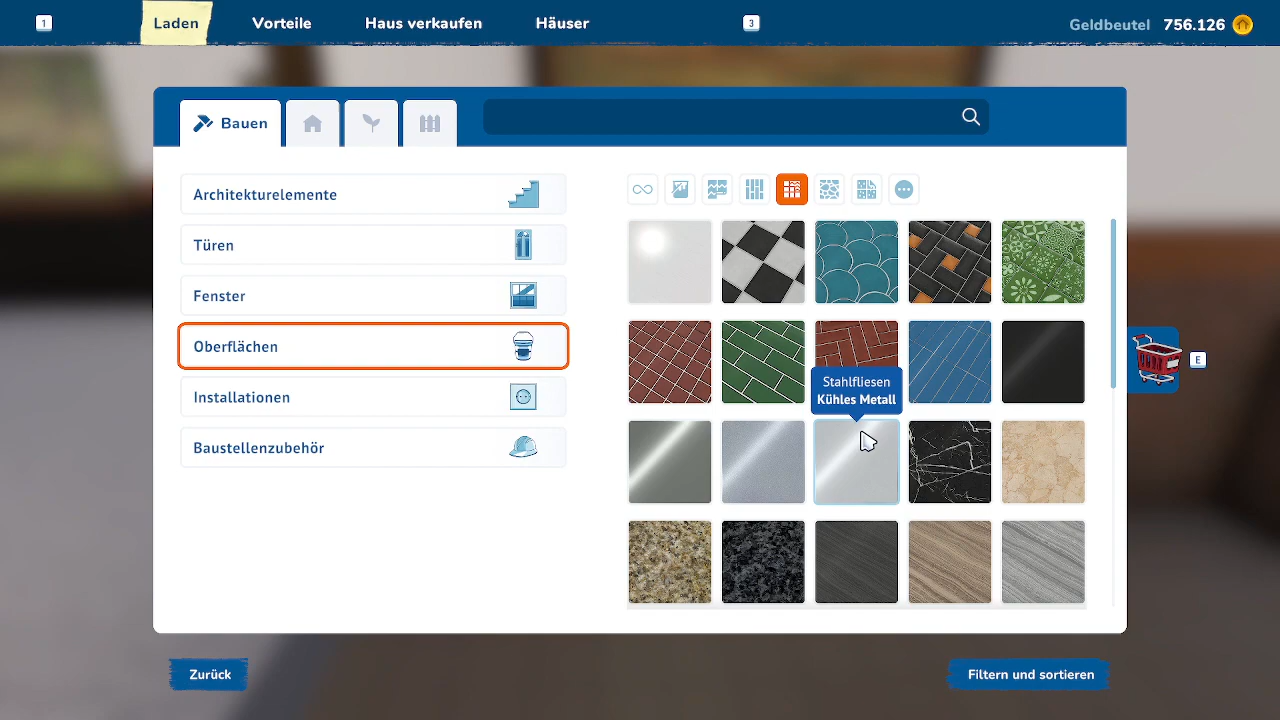 1
Laden
Vorteile
Haus verkaufen
Häuser
3
Geldbeutel 756.126
Bauen
Architekturelemente
Türen
Fenster
Oberflächen
Installationen
Baustellenzubehör
Stahlfliesen
Kühles Metall
E
Zurück
Filtern und sortieren